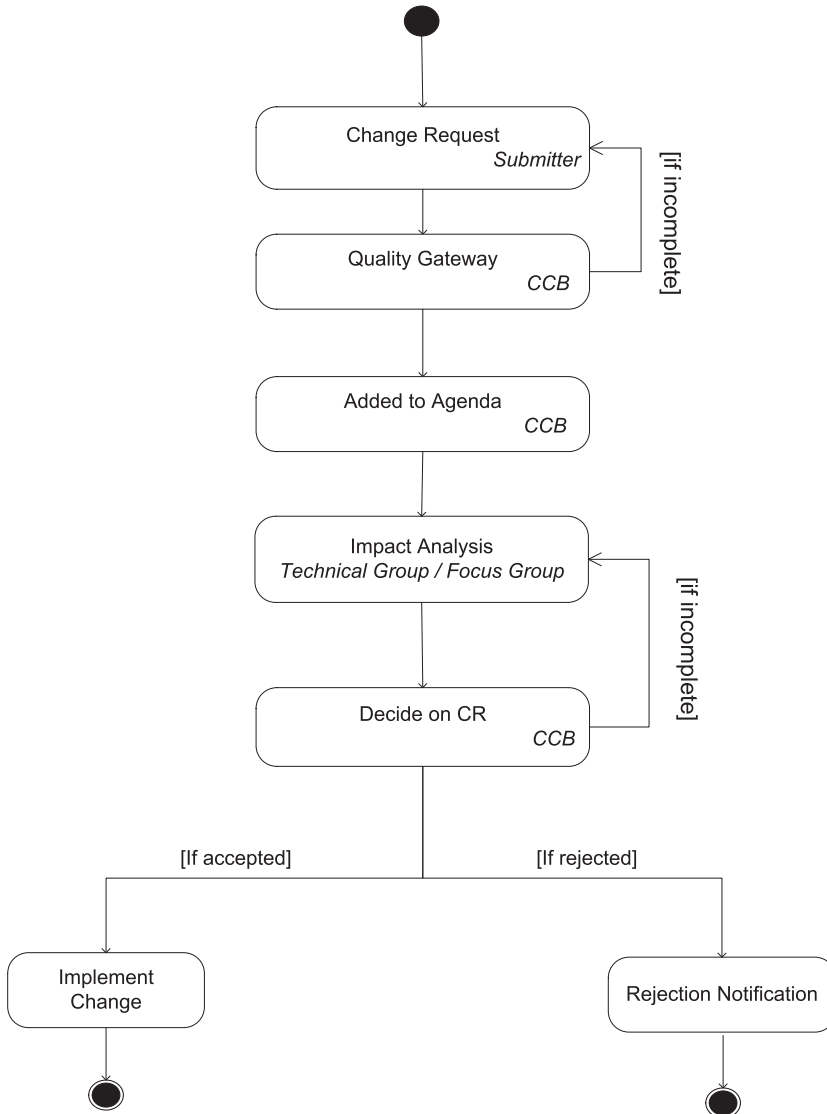 Change Request
Submitter
[if incomplete]
Quality Gateway
CCB
Added to Agenda
CCB
Impact Analysis
Technical Group / Focus Group
[if incomplete]
Decide on CR
CCB
[If accepted]
[If rejected]
Implement
Change
Rejection Notification